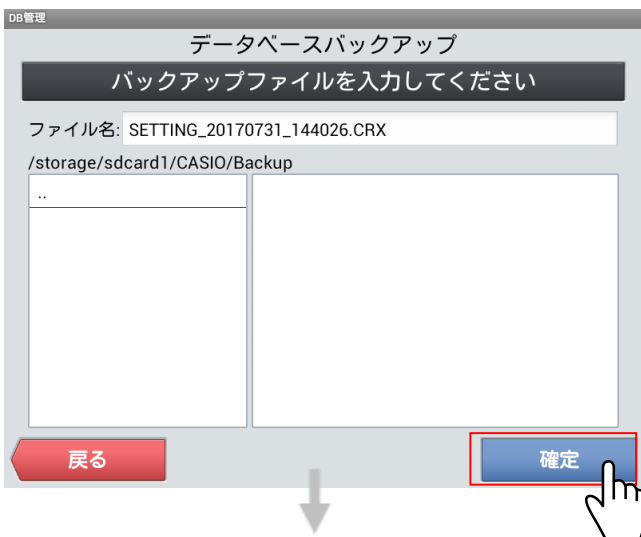 DB管理
データベースバックアップ
バックアップファイルを入力してください
ファイル名: SETTING_20170731_144026.CRX
/storage/sdcard1/CASIO/Backup
..
戻る
確定